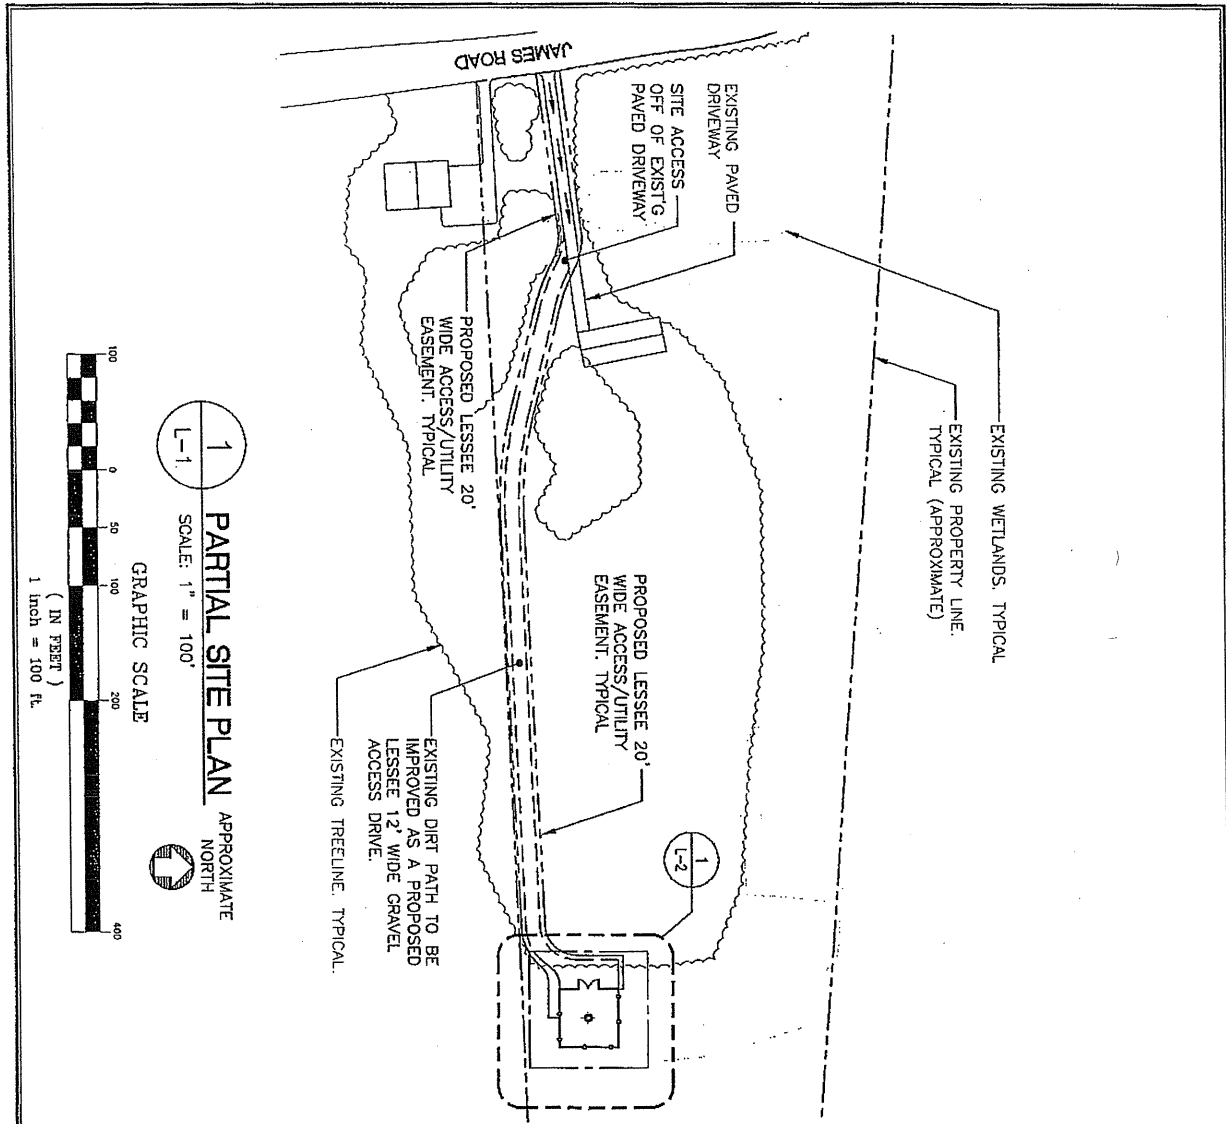 JAMES ROAD
EXISTING PAVED
DRIVEWAY
SITE ACCESS
OFF OF EXIST'G
PAVED DRIVEWAY
EXISTING WETLANDS, TYPICAL
EXISTING PROPERTY LINE,
TYPICAL (APPROXIMATE)
PROPOSED LESSEE 20'
WIDE ACCESS/UTILITY
EASEMENT, TYPICAL
PROPOSED LESSEE 20'
WIDE ACCESS/UTILITY
EASEMENT, TYPICAL
1
L-2
EXISTING DIRT PATH TO BE
IMPROVED AS A PROPOSED
LESSEE 12' WIDE GRAVEL
ACCESS DRIVE.
EXISTING TREELINE, TYPICAL.
1
L-1
PARTIAL SITE PLAN
SCALE: 1" = 100'
APPROXIMATE
NORTH
GRAPHIC SCALE
100 0 50 100 200 400
( IN FEET )
1 inch = 100 ft.